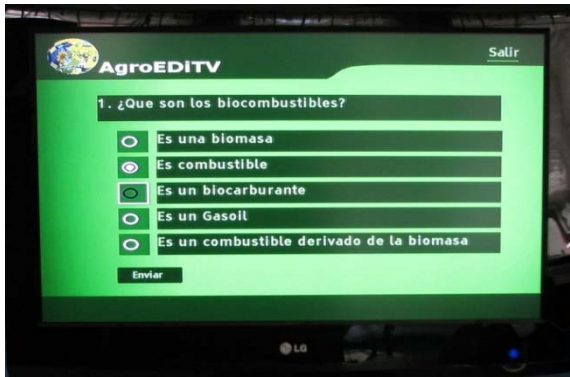 AgroEDiTV
Salir
1. ¿Que son los biocombustibles?
Es una biomasa
Es combustible
Es un biocarburante
Es un Gasoil
Es un combustible derivado de la biomasa
Enviar
LG